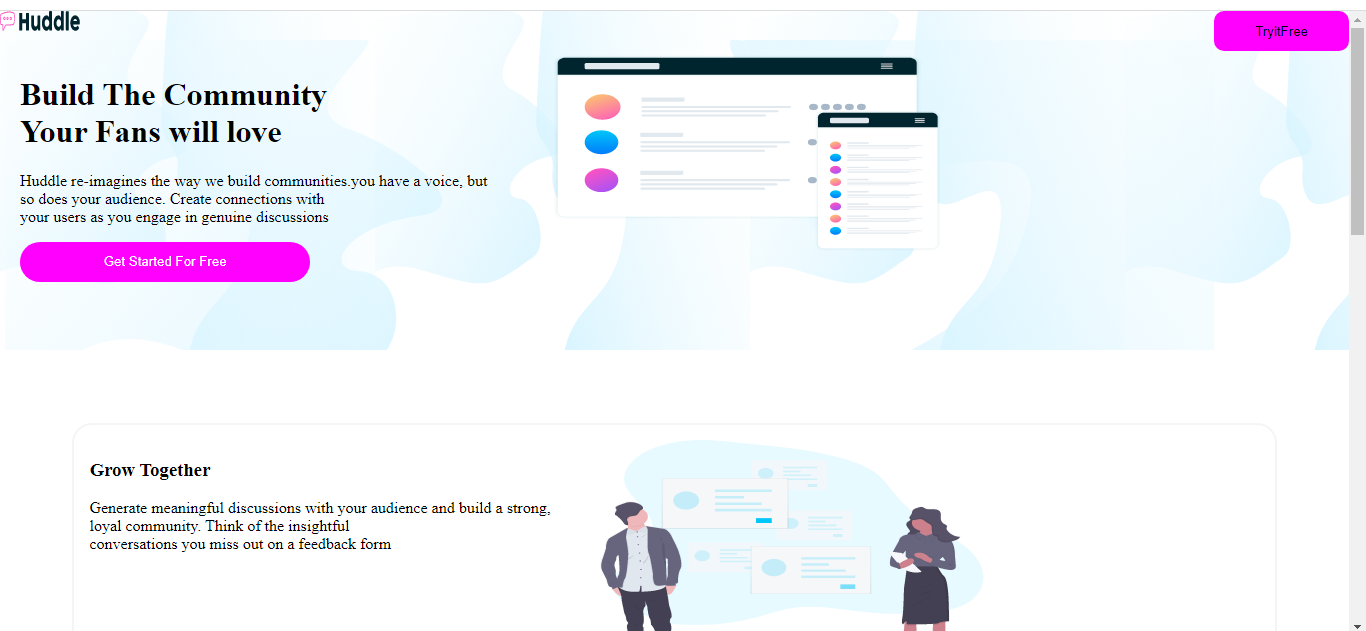 Huddle
TryitFree
Build The Community
Your Fans will love
Huddle re-imagines the way we build communities.you have a voice, but
so does your audience. Create connections with
your users as you engage in genuine discussions
Get Started For Free
Grow Together
Generate meaningful discussions with your audience and build a strong,
loyal community. Think of the insightful
conversations you miss out on a feedback form